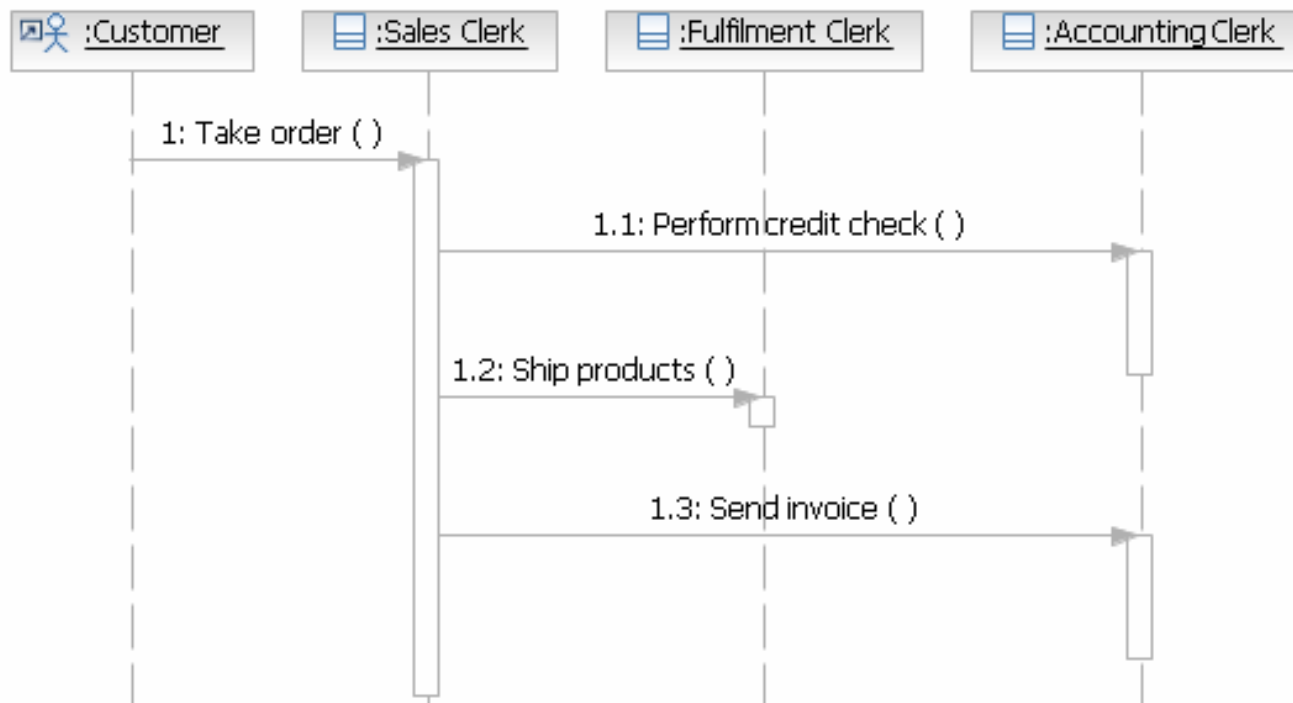 :Customer
:Sales Clerk
:Fulfilment Clerk
:Accounting Clerk
1: Take order ( )
1.1: Perform credit check ( )
1.2: Ship products ( )
1.3: Send invoice ( )